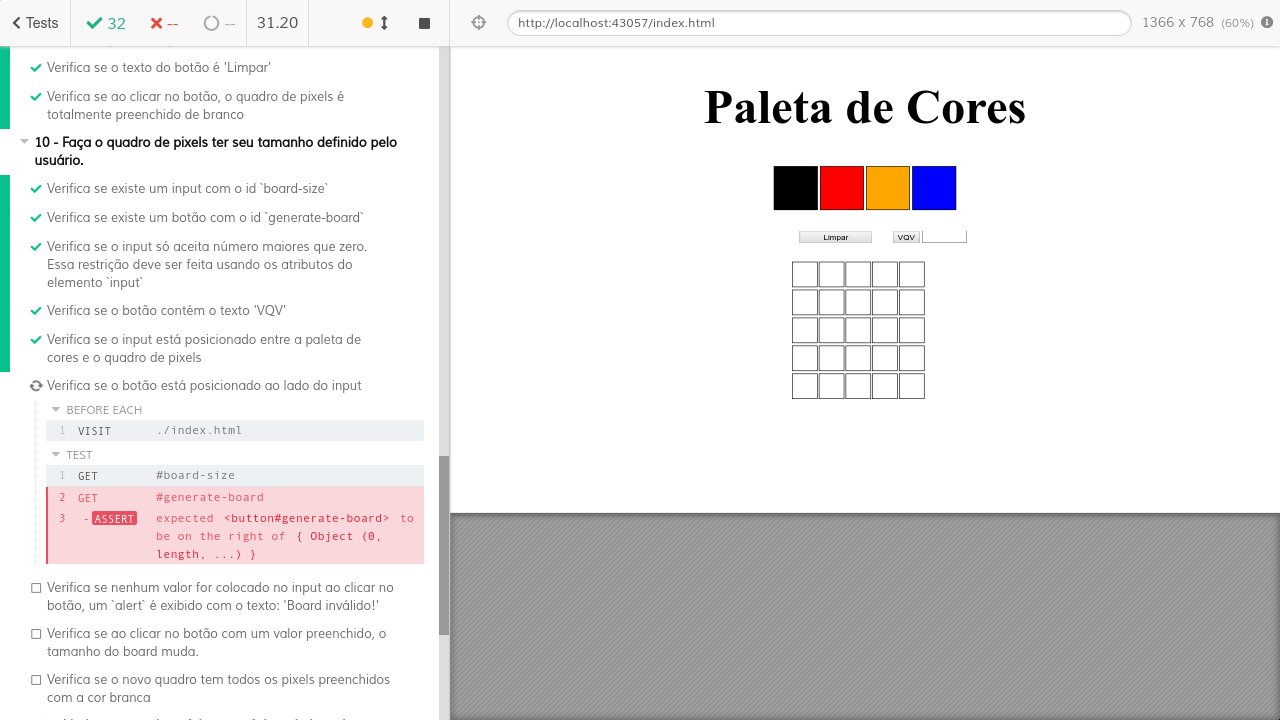 Tests 32 -- -- 31.20 http://localhost:43057/index.html 1366 x 768 (60%)
Verifica se o texto do botão é 'Limpar'
Verifica se ao clicar no botão, o quadro de pixels é
totalmente preenchido de branco
10 - Faça o quadro de pixels ter seu tamanho definido pelo
usuário.
Verifica se existe um input com o id `board-size`
Verifica se existe um botão com o id `generate-board`
Verifica se o input só aceita número maiores que zero.
Essa restrição deve ser feita usando os atributos do
elemento `input`
Verifica se o botão contém o texto 'VQV'
Verifica se o input está posicionado entre a paleta de
cores e o quadro de pixels
Verifica se o botão está posicionado ao lado do input
BEFORE EACH
1 VISIT ./index.html
TEST
1 GET #board-size
2 GET #generate-board
3 -ASSERT expected <button#generate-board> to
be on the right of { Object (0,
length, ...) }
Verifica se nenhum valor for colocado no input ao clicar no
botão, um `alert` é exibido com o texto: 'Board inválido!'
Verifica se ao clicar no botão com um valor preenchido, o
tamanho do board muda.
Verifica se o novo quadro tem todos os pixels preenchidos
com a cor branca
Paleta de Cores
Limpar VQV